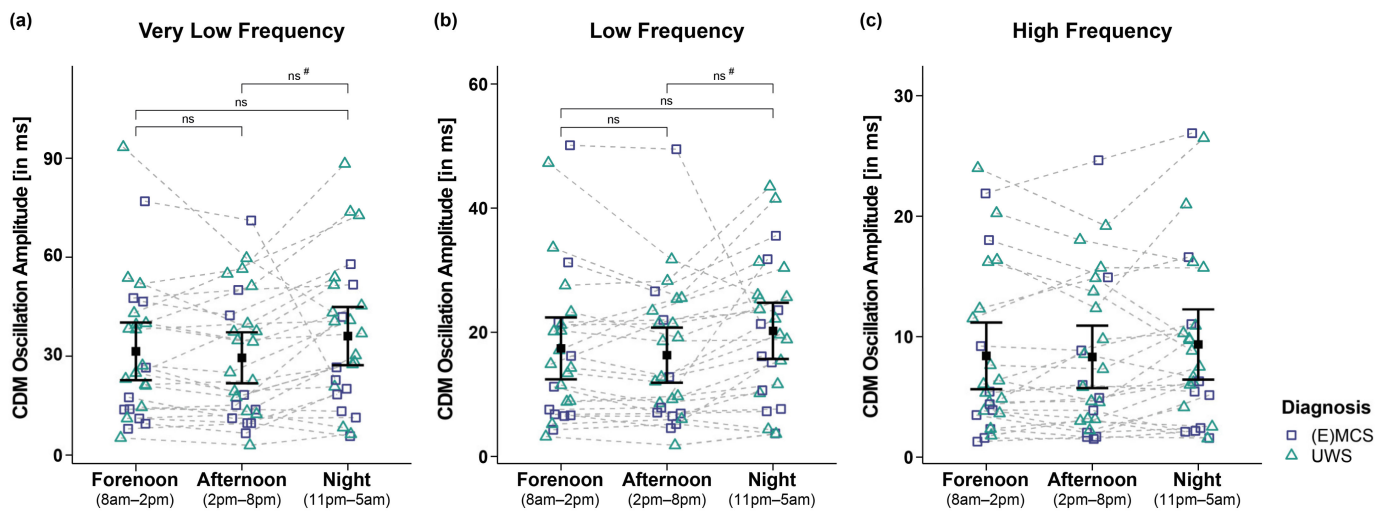 (a)
Very Low Frequency
CDM Oscillation Amplitude [in ms]
90
60
30
0
ns #
ns
ns
Forenoon
(8am–2pm)
Afternoon
(2pm–8pm)
Night
(11pm–5am)
(b)
Low Frequency
CDM Oscillation Amplitude [in ms]
60
40
20
0
ns #
ns
ns
Forenoon
(8am–2pm)
Afternoon
(2pm–8pm)
Night
(11pm–5am)
(c)
High Frequency
CDM Oscillation Amplitude [in ms]
30
20
10
0
Forenoon
(8am–2pm)
Afternoon
(2pm–8pm)
Night
(11pm–5am)
Diagnosis
(E)MCS
UWS